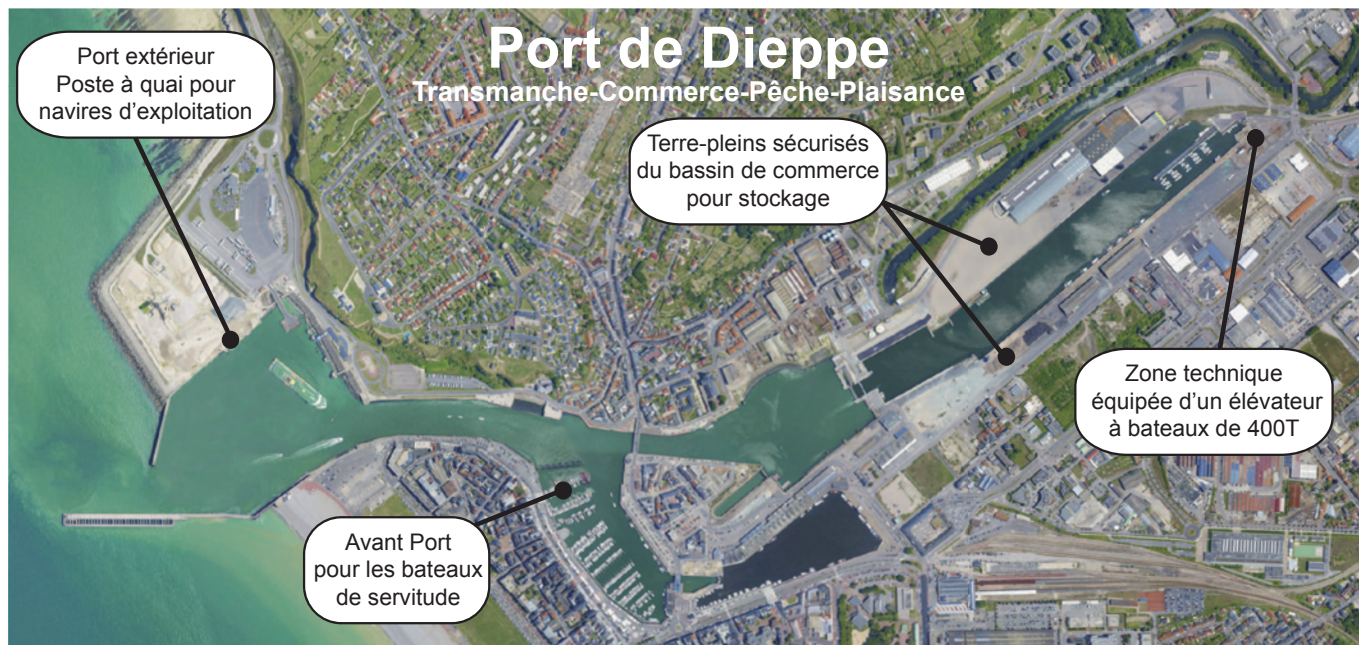 Port de Dieppe
Transmanche-Commerce-Pêche-Plaisance
Port extérieur
Poste à quai pour
navires d’exploitation
Terre-pleins sécurisés
du bassin de commerce
pour stockage
Zone technique
équipée d’un élévateur
à bateaux de 400T
Avant Port
pour les bateaux
de servitude